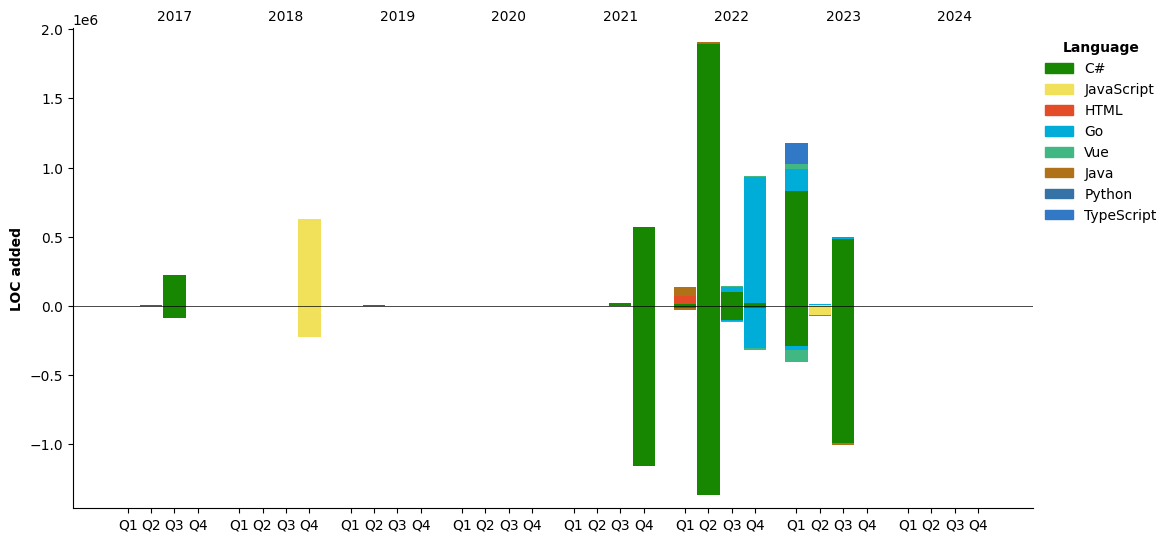 2017 2018 2019 2020 2021 2022 2023 2024
1e6
2.0
1.5
1.0
0.5
0.0
−0.5
−1.0
LOC added
Q1 Q2 Q3 Q4 Q1 Q2 Q3 Q4 Q1 Q2 Q3 Q4 Q1 Q2 Q3 Q4 Q1 Q2 Q3 Q4 Q1 Q2 Q3 Q4 Q1 Q2 Q3 Q4 Q1 Q2 Q3 Q4
Language
C#
JavaScript
HTML
Go
Vue
Java
Python
TypeScript